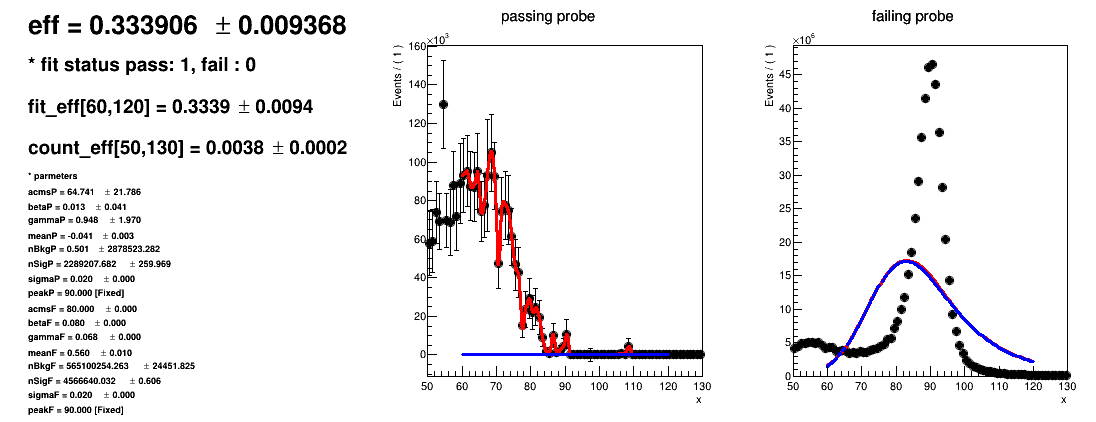 eff = 0.333906 ± 0.009368
* fit status pass: 1, fail : 0
fit_eff[60,120] = 0.3339 ± 0.0094
count_eff[50,130] = 0.0038 ± 0.0002
* parmeters
acmsP = 64.741 ± 21.786
betaP = 0.013 ± 0.041
gammaP = 0.948 ± 1.970
meanP = -0.041 ± 0.003
nBkgP = 0.501 ± 2878523.282
nSigP = 2289207.682 ± 259.969
sigmaP = 0.020 ± 0.000
peakP = 90.000 [Fixed]
acmsF = 80.000 ± 0.000
betaF = 0.080 ± 0.000
gammaF = 0.068 ± 0.000
meanF = 0.560 ± 0.010
nBkgF = 565100254.263 ± 24451.825
nSigF = 4566640.032 ± 0.606
sigmaF = 0.020 ± 0.000
peakF = 90.000 [Fixed]
passing probe
×10³
Events / ( 1 )
160
140
120
100
80
60
40
20
0
50 60 70 80 90 100 110 120 130
x
failing probe
×10⁶
Events / ( 1 )
45
40
35
30
25
20
15
10
5
0
50 60 70 80 90 100 110 120 130
x